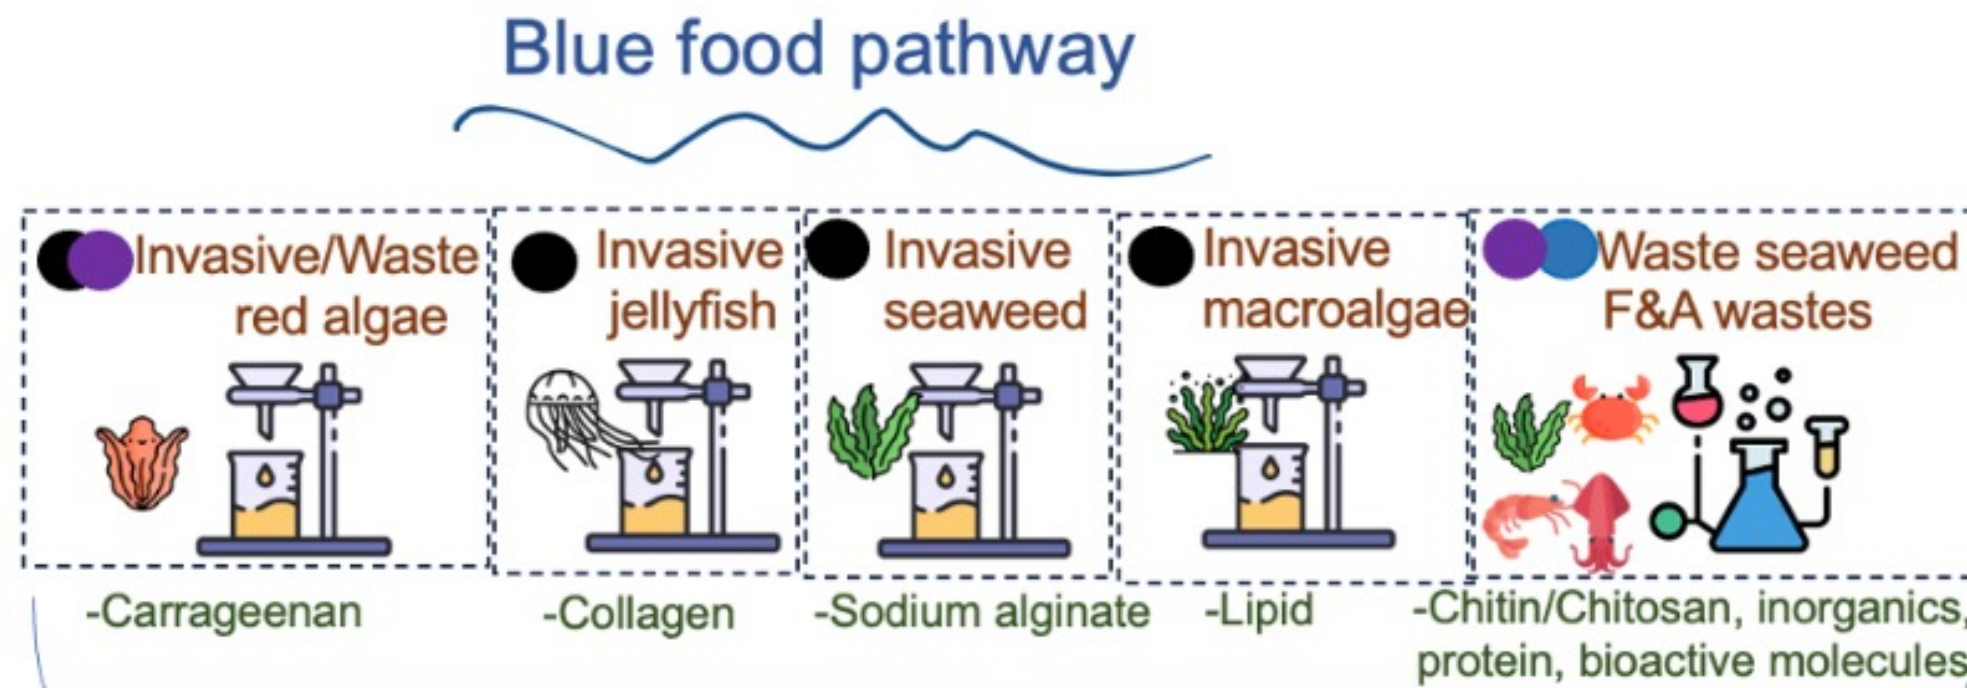 Blue food pathway
Invasive/Waste
red algae
Invasive
jellyfish
Invasive
seaweed
Invasive
macroalgae
Waste seaweed
F&A wastes
-Carrageenan
-Collagen
-Sodium alginate
-Lipid
-Chitin/Chitosan, inorganics,
protein, bioactive molecules